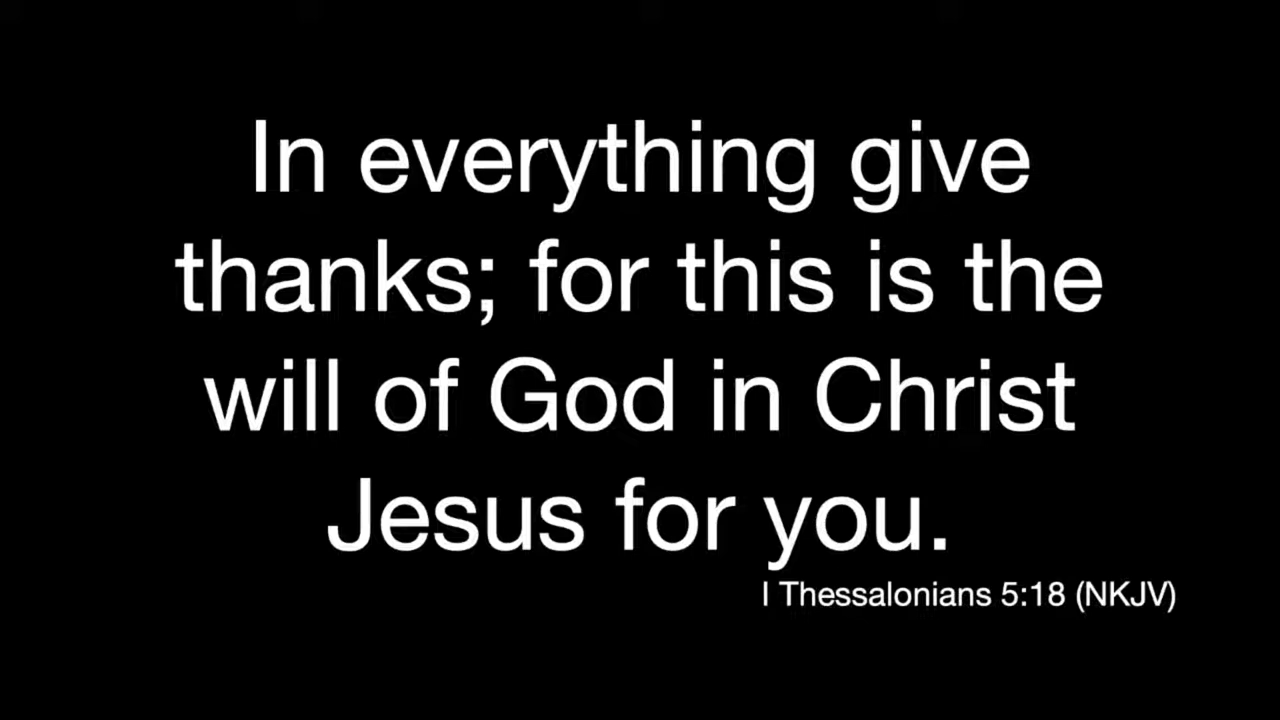 In everything give
thanks; for this is the
will of God in Christ
Jesus for you.
I Thessalonians 5:18 (NKJV)